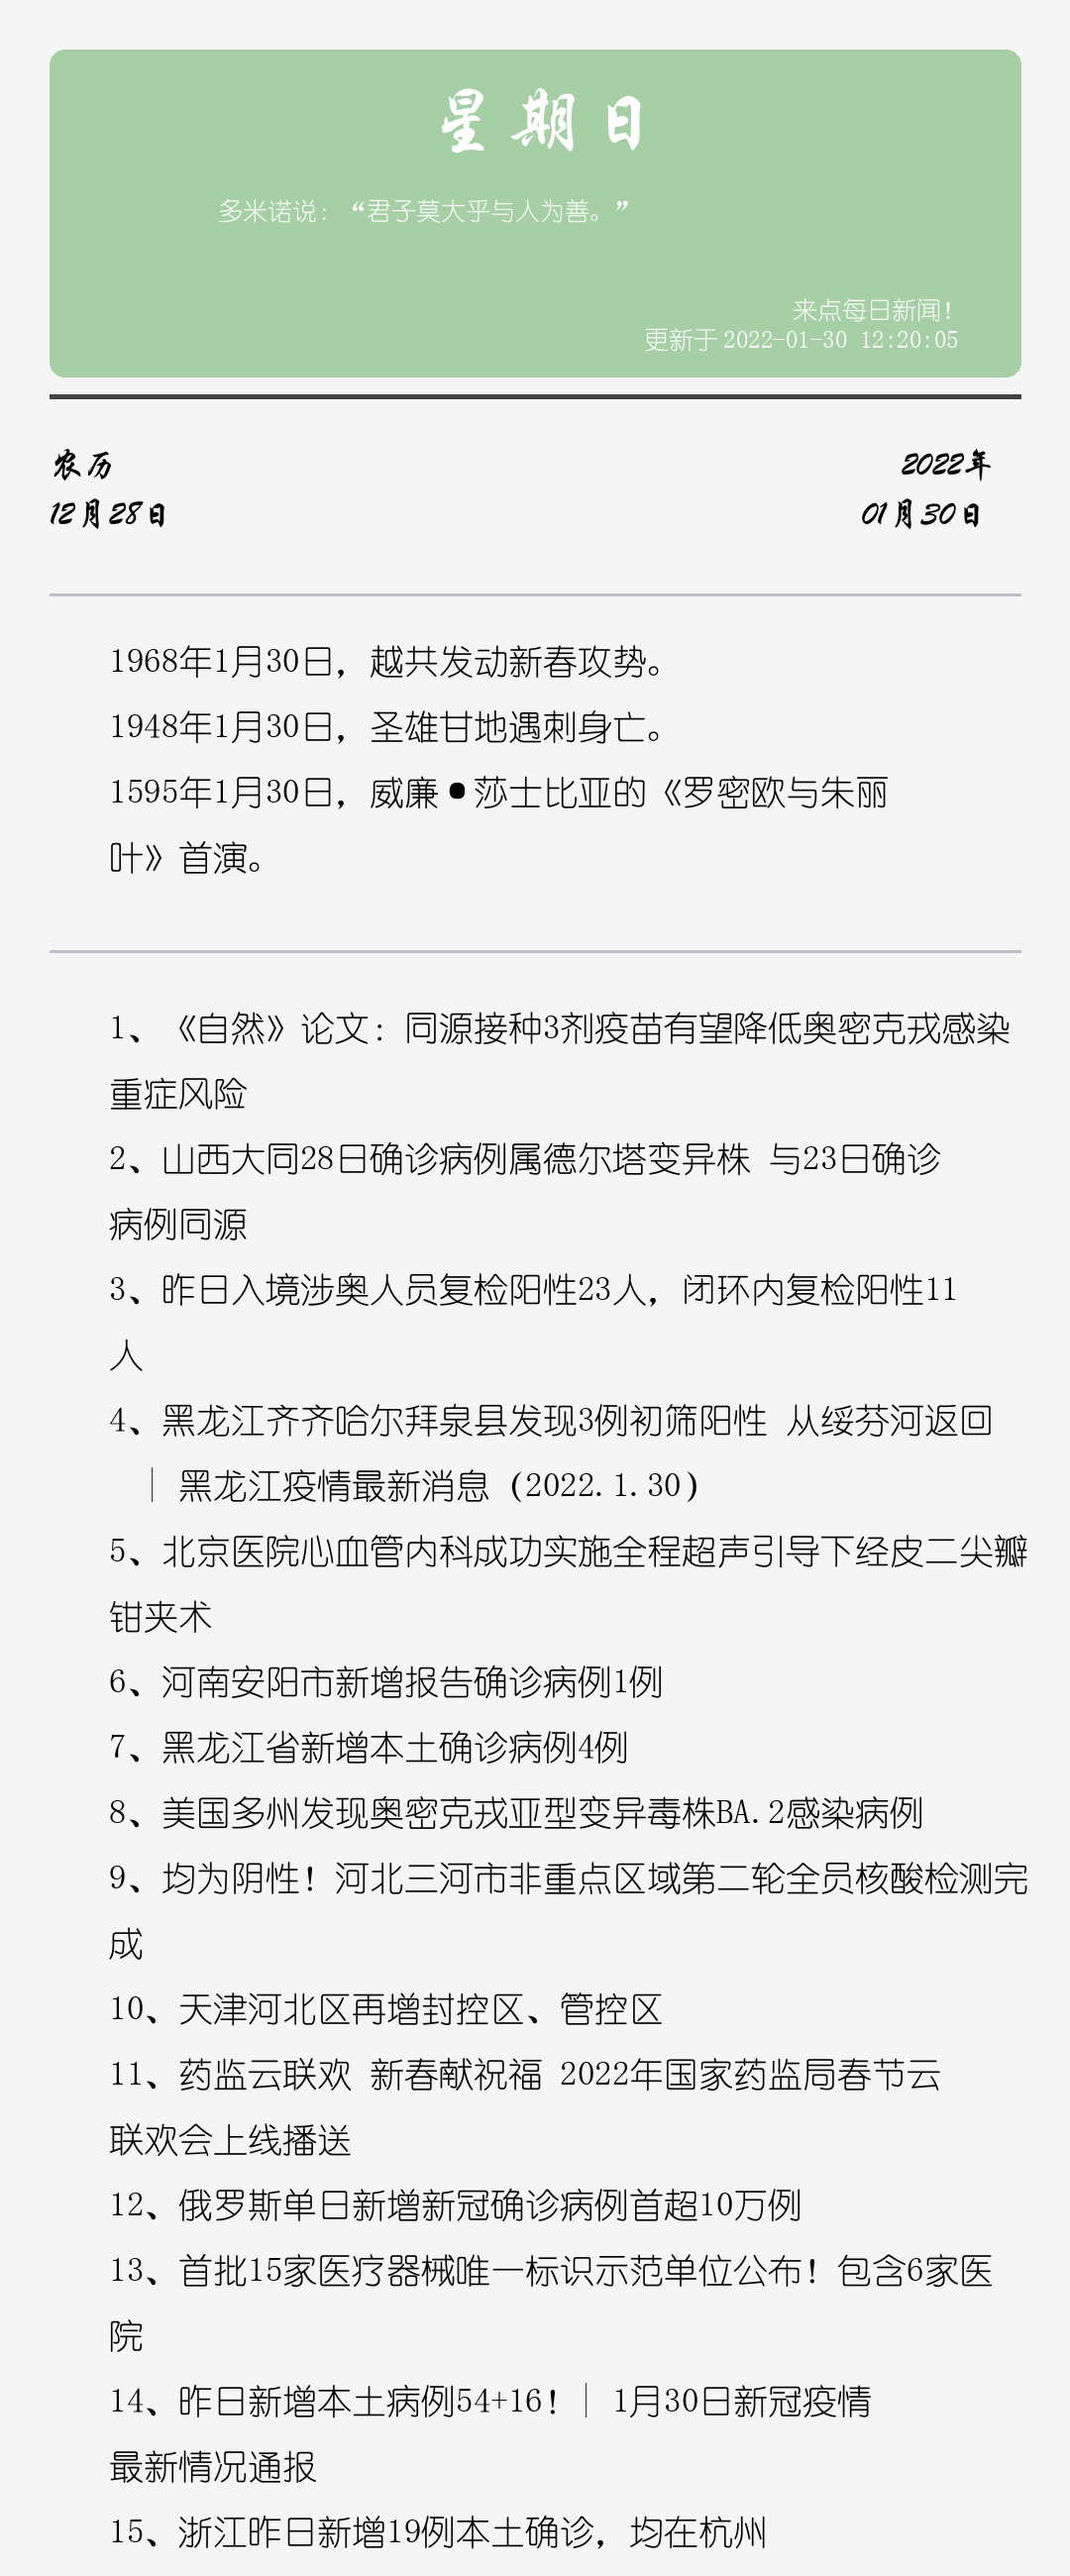 星期日
多米诺说：“君子莫大乎与人为善。”
来点每日新闻！
更新于 2022-01-30 12:20:05
农历
2022年
12月28日
01月30日
1968年1月30日，越共发动新春攻势。
1948年1月30日，圣雄甘地遇刺身亡。
1595年1月30日，威廉•莎士比亚的《罗密欧与朱丽
叶》首演。
1、《自然》论文：同源接种3剂疫苗有望降低奥密克戎感染
重症风险
2、山西大同28日确诊病例属德尔塔变异株 与23日确诊
病例同源
3、昨日入境涉奥人员复检阳性23人，闭环内复检阳性11
人
4、黑龙江齐齐哈尔拜泉县发现3例初筛阳性 从绥芬河返回
｜黑龙江疫情最新消息（2022.1.30）
5、北京医院心血管内科成功实施全程超声引导下经皮二尖瓣
钳夹术
6、河南安阳市新增报告确诊病例1例
7、黑龙江省新增本土确诊病例4例
8、美国多州发现奥密克戎亚型变异毒株BA.2感染病例
9、均为阴性！河北三河市非重点区域第二轮全员核酸检测完
成
10、天津河北区再增封控区、管控区
11、药监云联欢 新春献祝福 2022年国家药监局春节云
联欢会上线播送
12、俄罗斯单日新增新冠确诊病例首超10万例
13、首批15家医疗器械唯一标识示范单位公布！包含6家医
院
14、昨日新增本土病例54+16！｜ 1月30日新冠疫情
最新情况通报
15、浙江昨日新增19例本土确诊，均在杭州